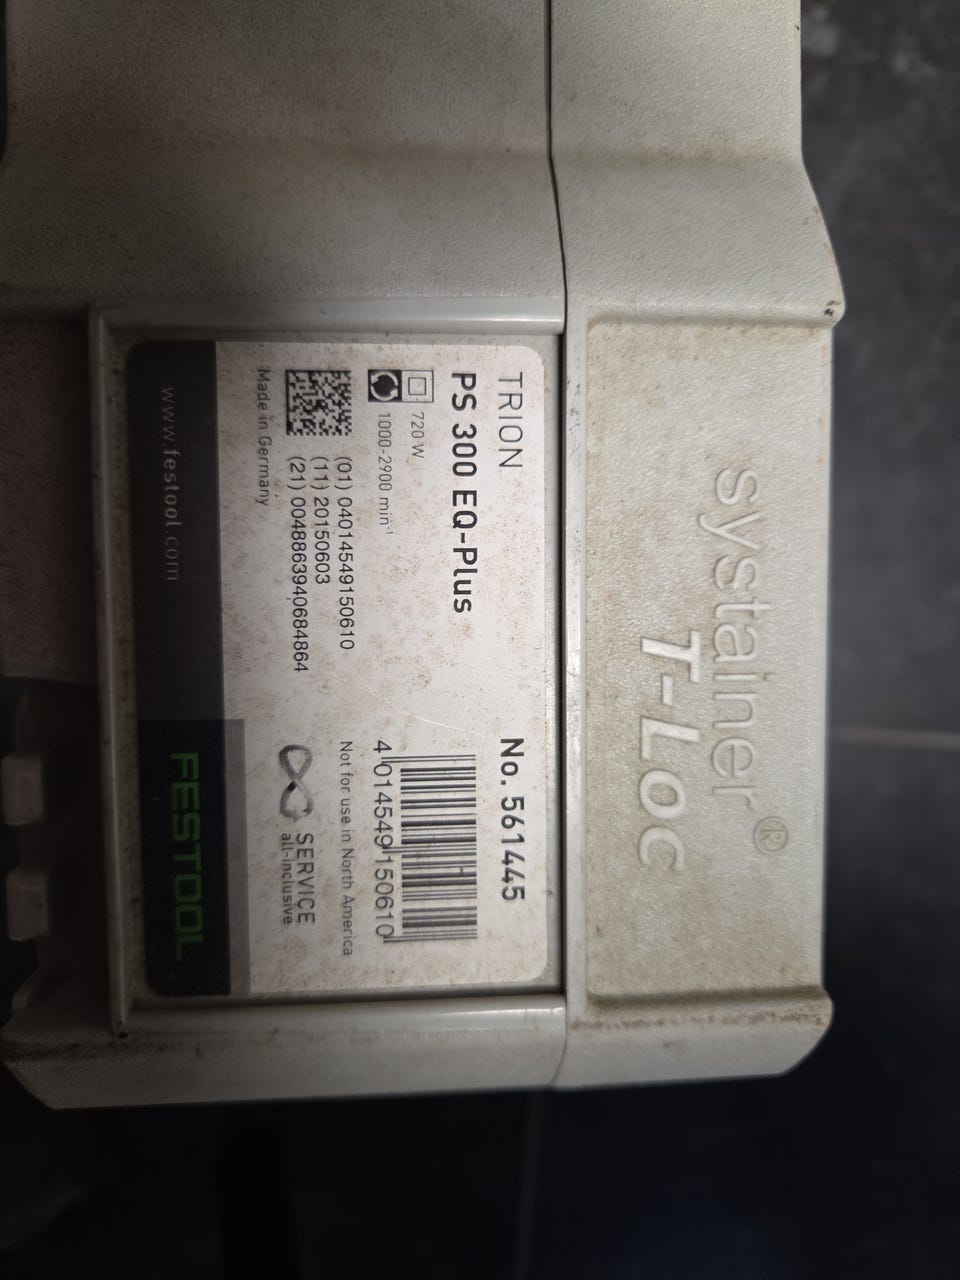 systainer®
T-Loc
TRION
PS 300 EQ-Plus
No. 561445
720 W
1000-2900 min⁻¹
4 014549 150610
(01) 04014549150610
(11) 20150603
(21) 004886394068​4864
Not for use in North America
Made in Germany
SERVICE
all-inclusive
www.festool.com
FESTOOL